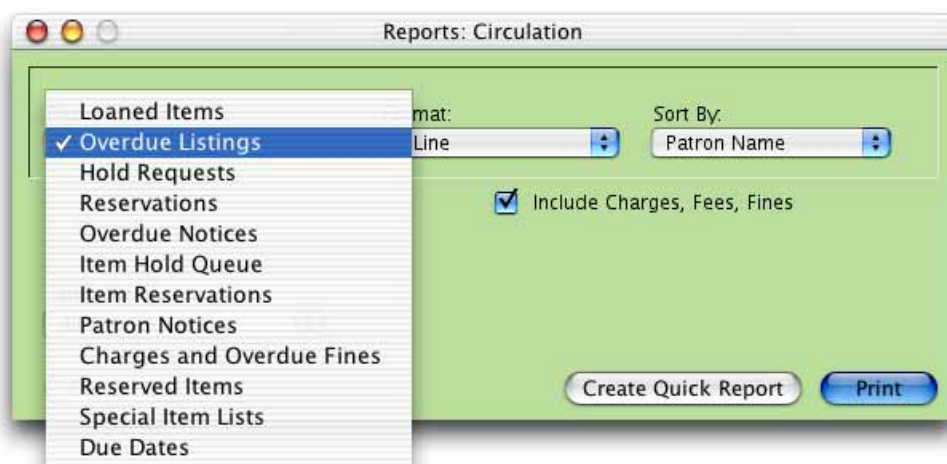 Reports: Circulation
Loaned Items
✓ Overdue Listings
Hold Requests
Reservations
Overdue Notices
Item Hold Queue
Item Reservations
Patron Notices
Charges and Overdue Fines
Reserved Items
Special Item Lists
Due Dates
mat:
Line
Sort By:
Patron Name
Include Charges, Fees, Fines
Create Quick Report
Print